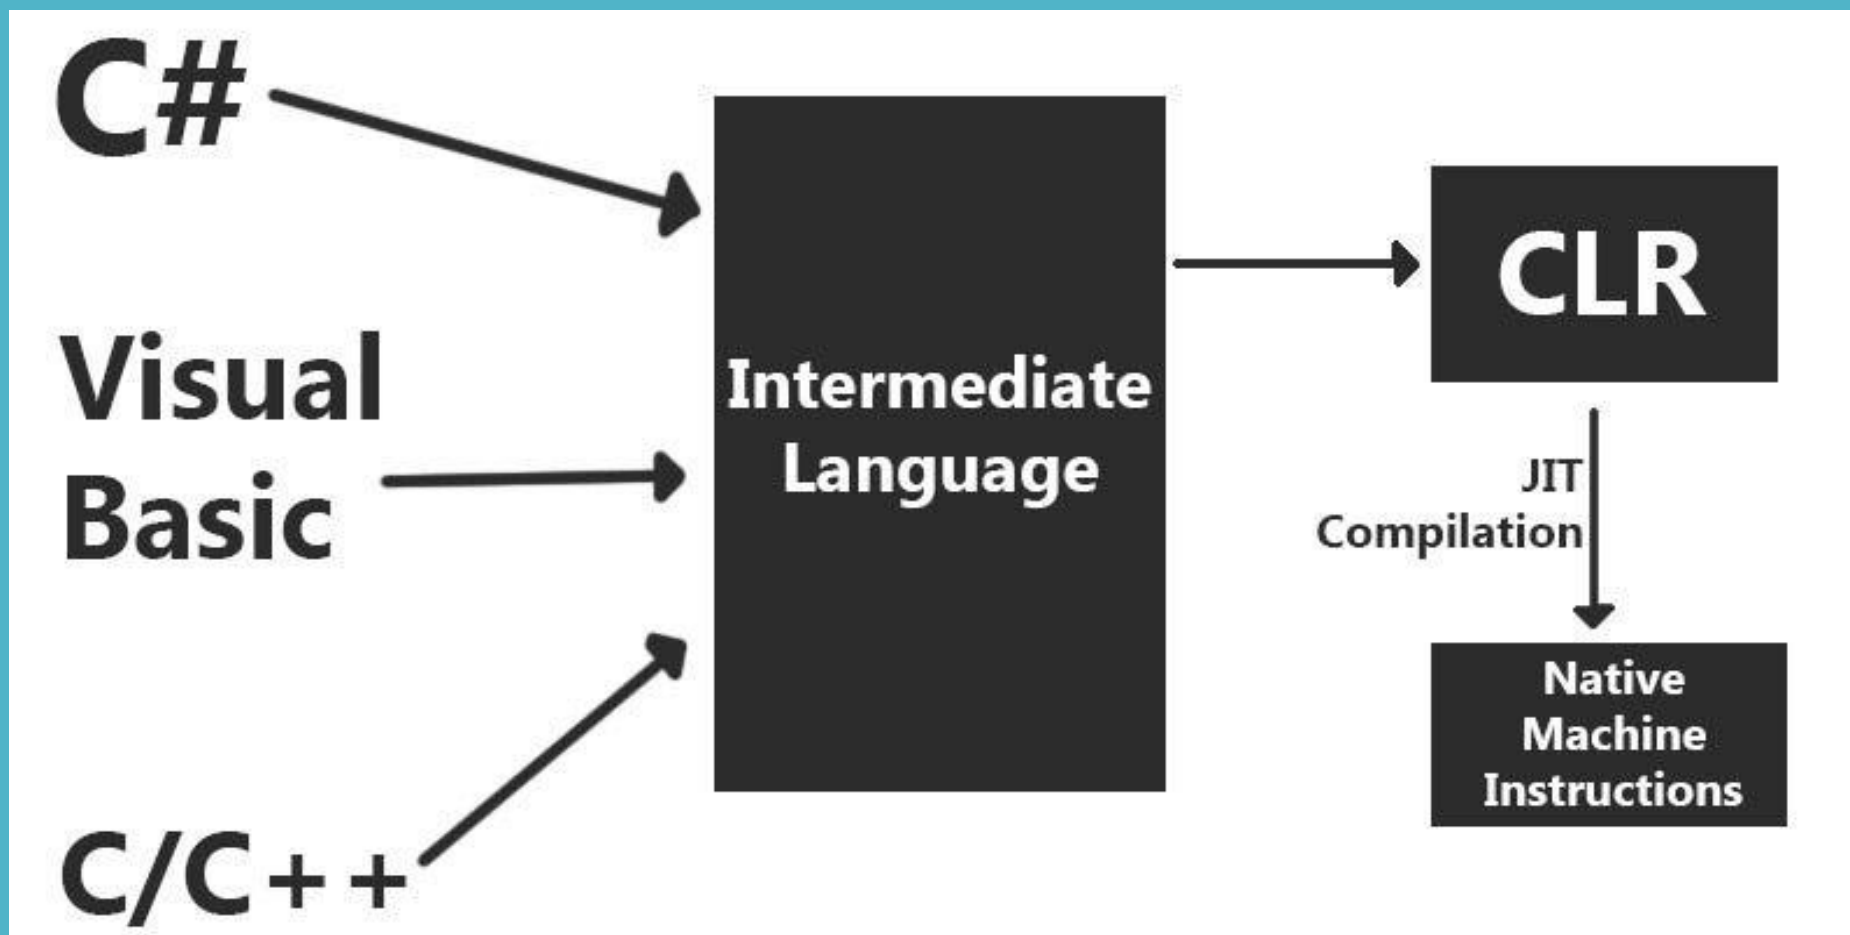 C#
Visual
Basic
C/C++
Intermediate
Language
CLR
JIT
Compilation
Native
Machine
Instructions